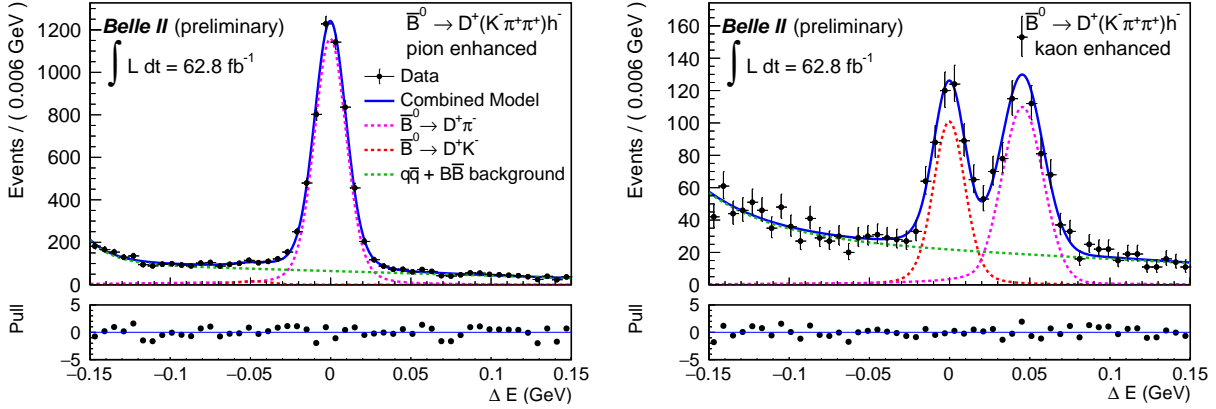 Belle II (preliminary)
∫ L dt = 62.8 fb⁻¹
B̅⁰ → D⁺(K⁻π⁺π⁺)h⁻
pion enhanced
Data
Combined Model
B̅⁰ → D⁺π⁻
B̅⁰ → D⁺K⁻
qq̅ + BB̅ background
Events / ( 0.006 GeV )
1200
1000
800
600
400
200
0
Pull
5
0
−5
−0.15 −0.1 −0.05 0 0.05 0.1 0.15
Δ E (GeV)
Belle II (preliminary)
∫ L dt = 62.8 fb⁻¹
B̅⁰ → D⁺(K⁻π⁺π⁺)h⁻
kaon enhanced
Events / ( 0.006 GeV )
160
140
120
100
80
60
40
20
0
Pull
5
0
−5
−0.15 −0.1 −0.05 0 0.05 0.1 0.15
Δ E (GeV)